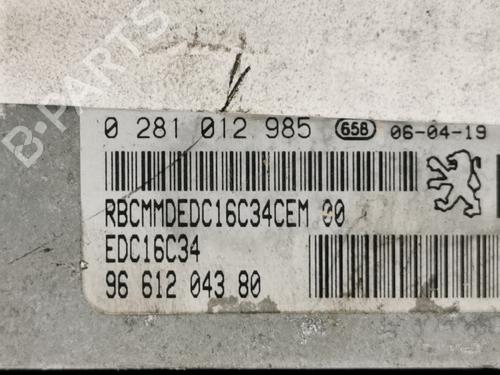 0 281 012 985 658 06-04-19
RBCMMDEDC16C34CEM 00
EDC16C34
96 612 043 80
B-PARTS